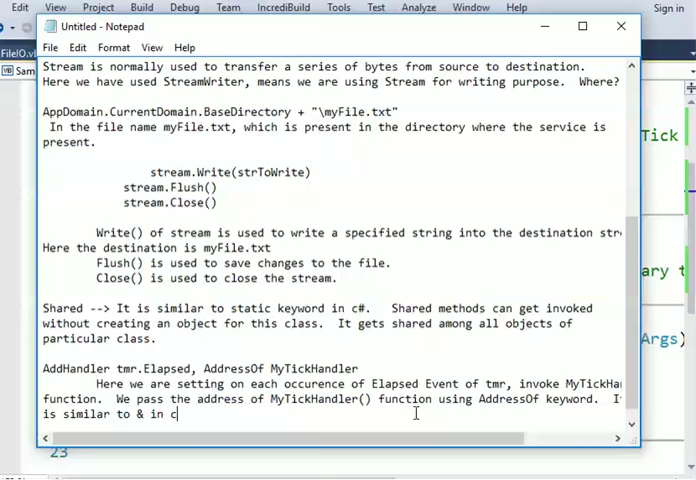 Edit View Project Build Debug Team IncrediBuild Tools Test Analyze Window Help Sign in
Untitled - Notepad
FileIO.v
File Edit Format View Help
VB Sam
Stream is normally used to transfer a series of bytes from source to destination.
Here we have used StreamWriter, means we are using Stream for writing purpose. Where?
AppDomain.CurrentDomain.BaseDirectory + "\myFile.txt"
In the file name myFile.txt, which is present in the directory where the service is
present.
Tick
stream.Write(strToWrite)
stream.Flush()
stream.Close()
Write() of stream is used to write a specified string into the destination str
Here the destination is myFile.txt
Flush() is used to save changes to the file.
ary t
Close() is used to close the stream.
Shared --> It is similar to static keyword in c#. Shared methods can get invoked
without creating an object for this class. It gets shared among all objects of
particular class.
Args)
AddHandler tmr.Elapsed, AddressOf MyTickHandler
Here we are setting on each occurence of Elapsed Event of tmr, invoke MyTickHa
function. We pass the address of MyTickHandler() function using AddressOf keyword. I
is similar to & in c
23